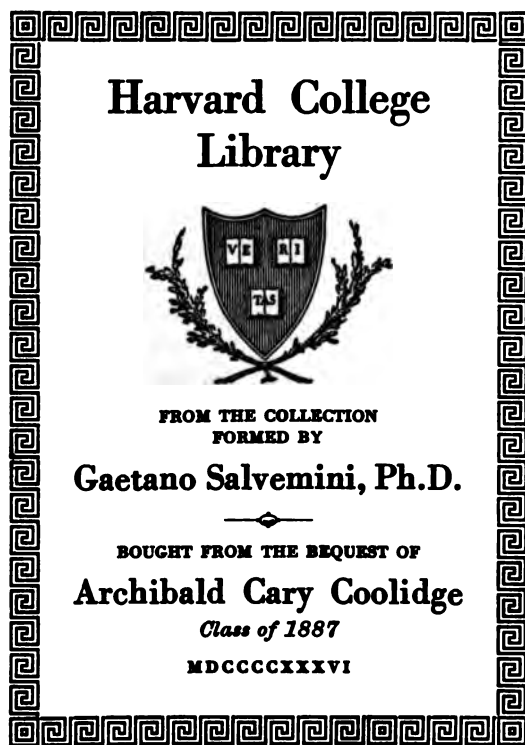 Harvard College
Library
VE RI
TAS
FROM THE COLLECTION
FORMED BY
Gaetano Salvemini, Ph.D.
BOUGHT FROM THE BEQUEST OF
Archibald Cary Coolidge
Class of 1887
MDCCCCXXXVI